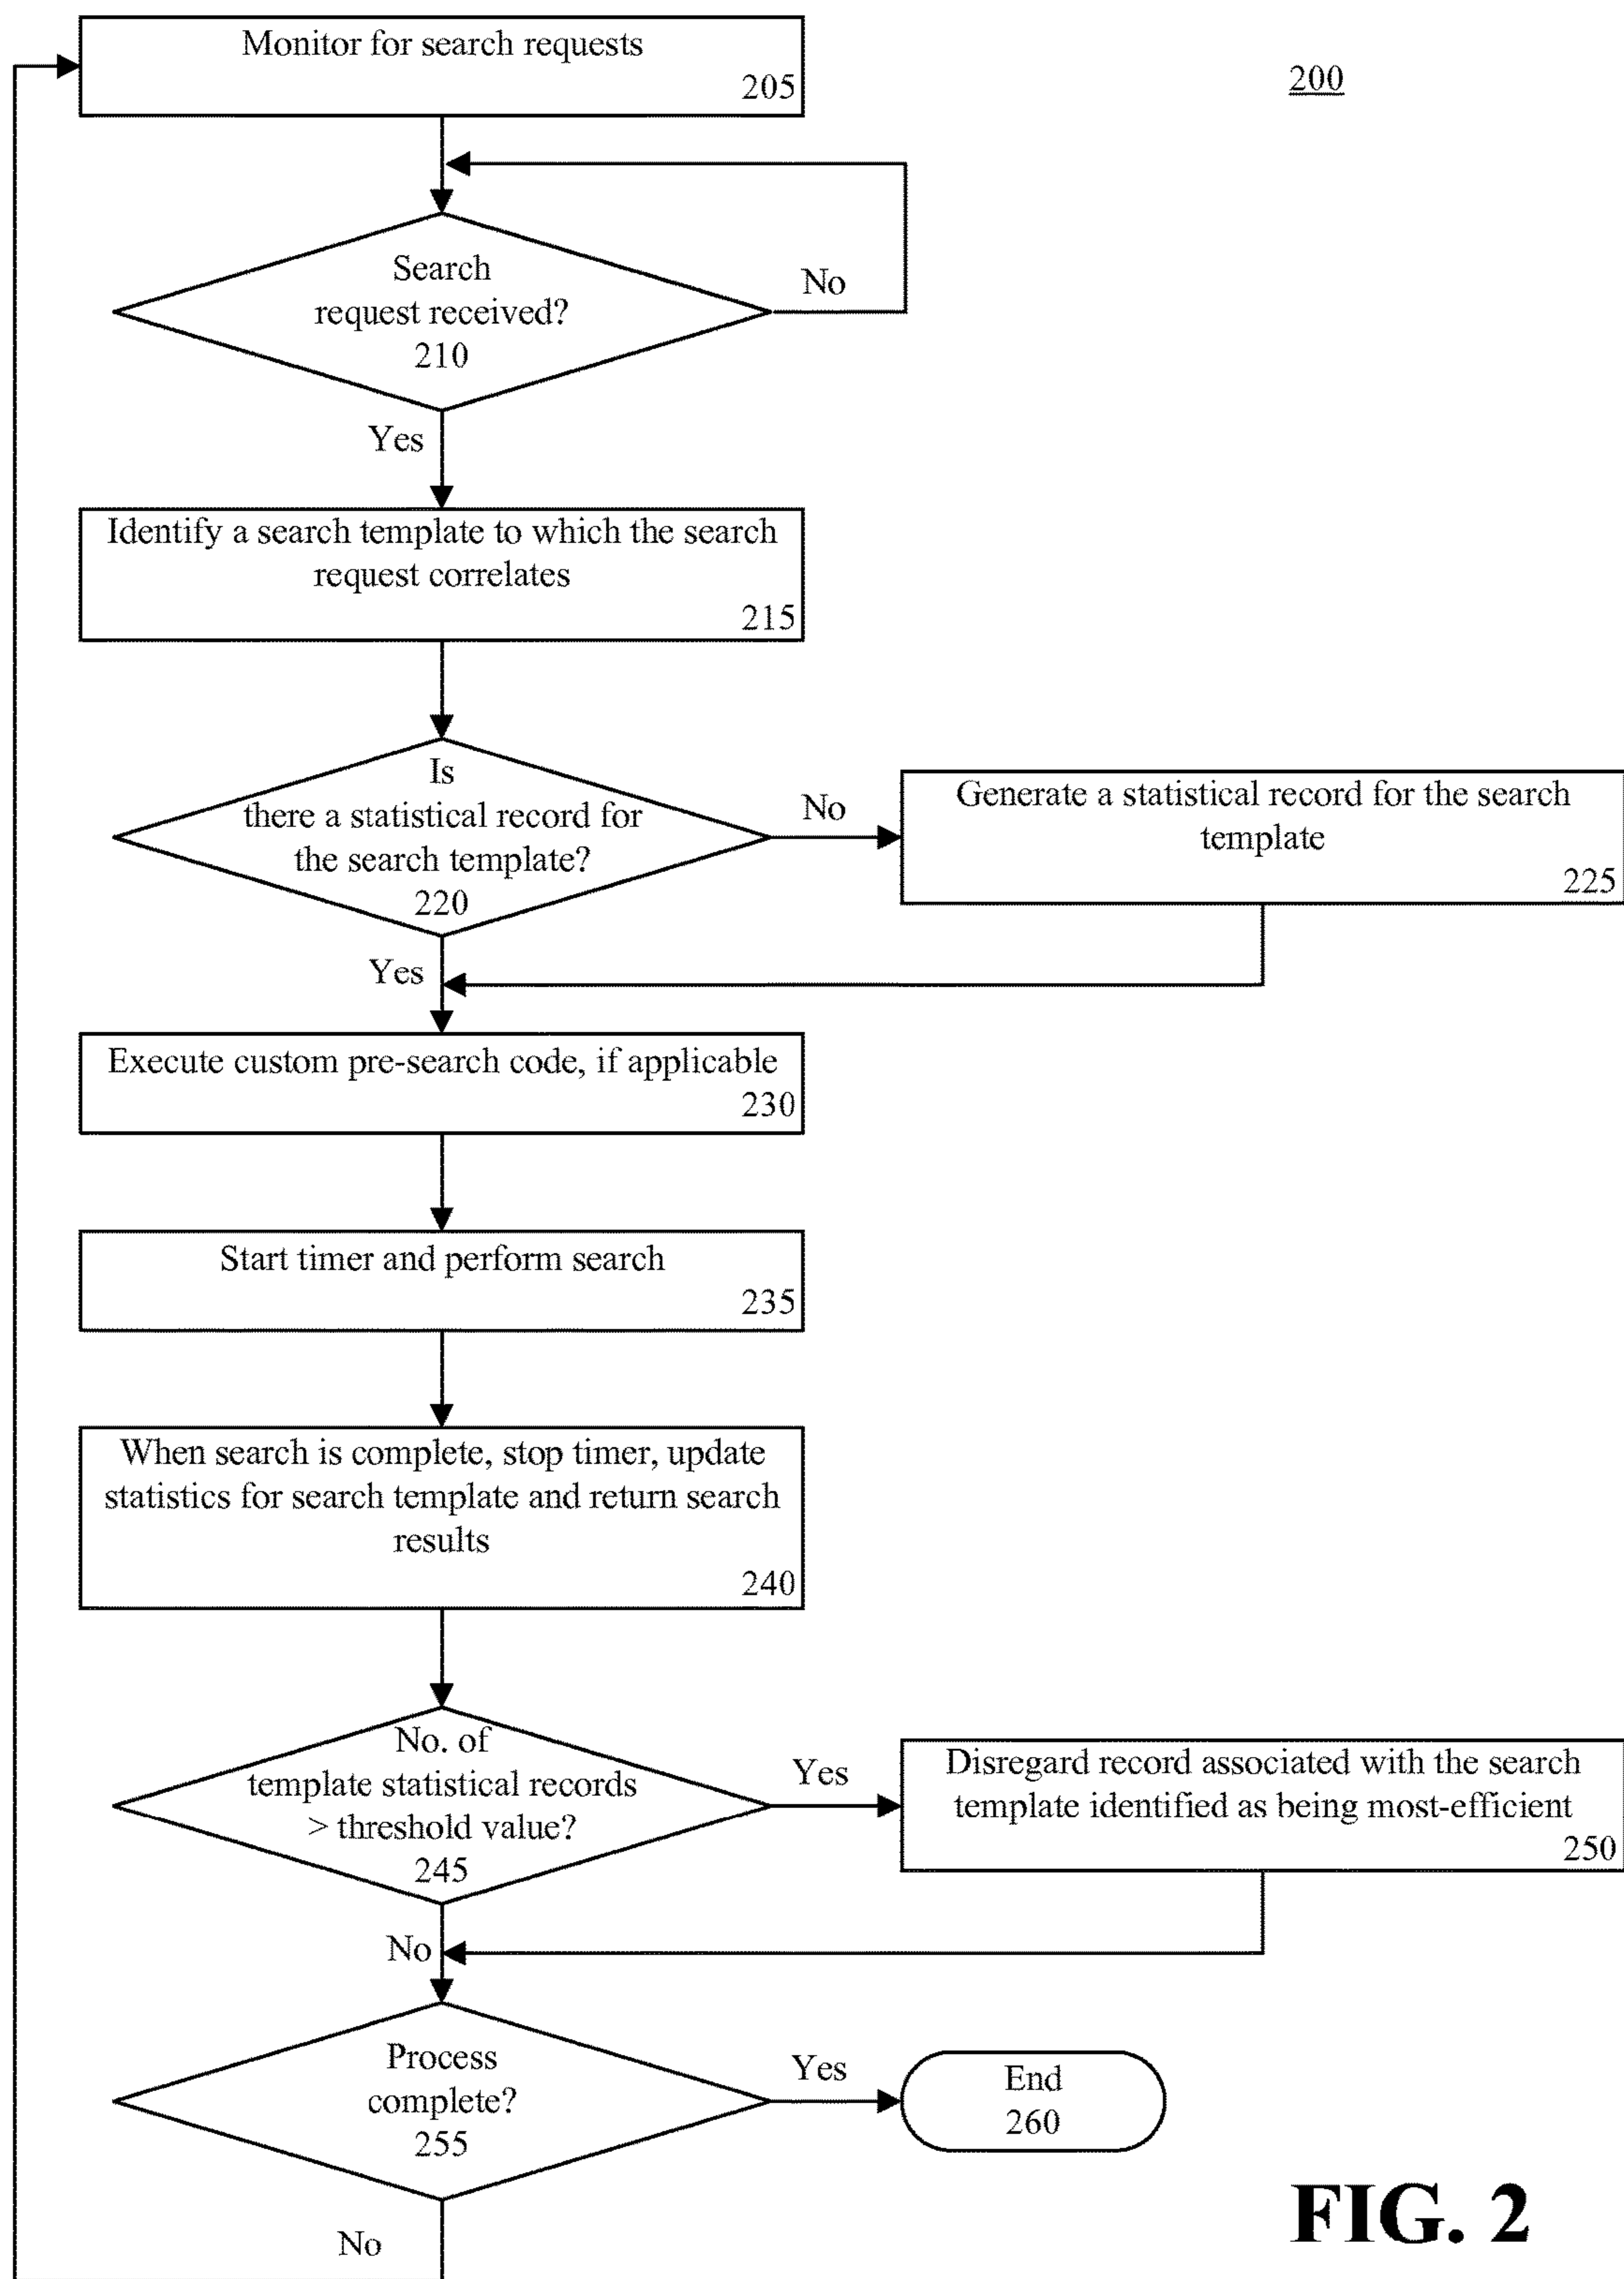 Monitor for search requests
205
200
Search
request received?
210
No
Yes
Identify a search template to which the search
request correlates
215
Is
there a statistical record for
the search template?
220
No
Generate a statistical record for the search
template
225
Yes
Execute custom pre-search code, if applicable
230
Start timer and perform search
235
When search is complete, stop timer, update
statistics for search template and return search
results
240
No. of
template statistical records
> threshold value?
245
Yes
Disregard record associated with the search
template identified as being most-efficient
250
No
Process
complete?
255
Yes
End
260
No
FIG. 2